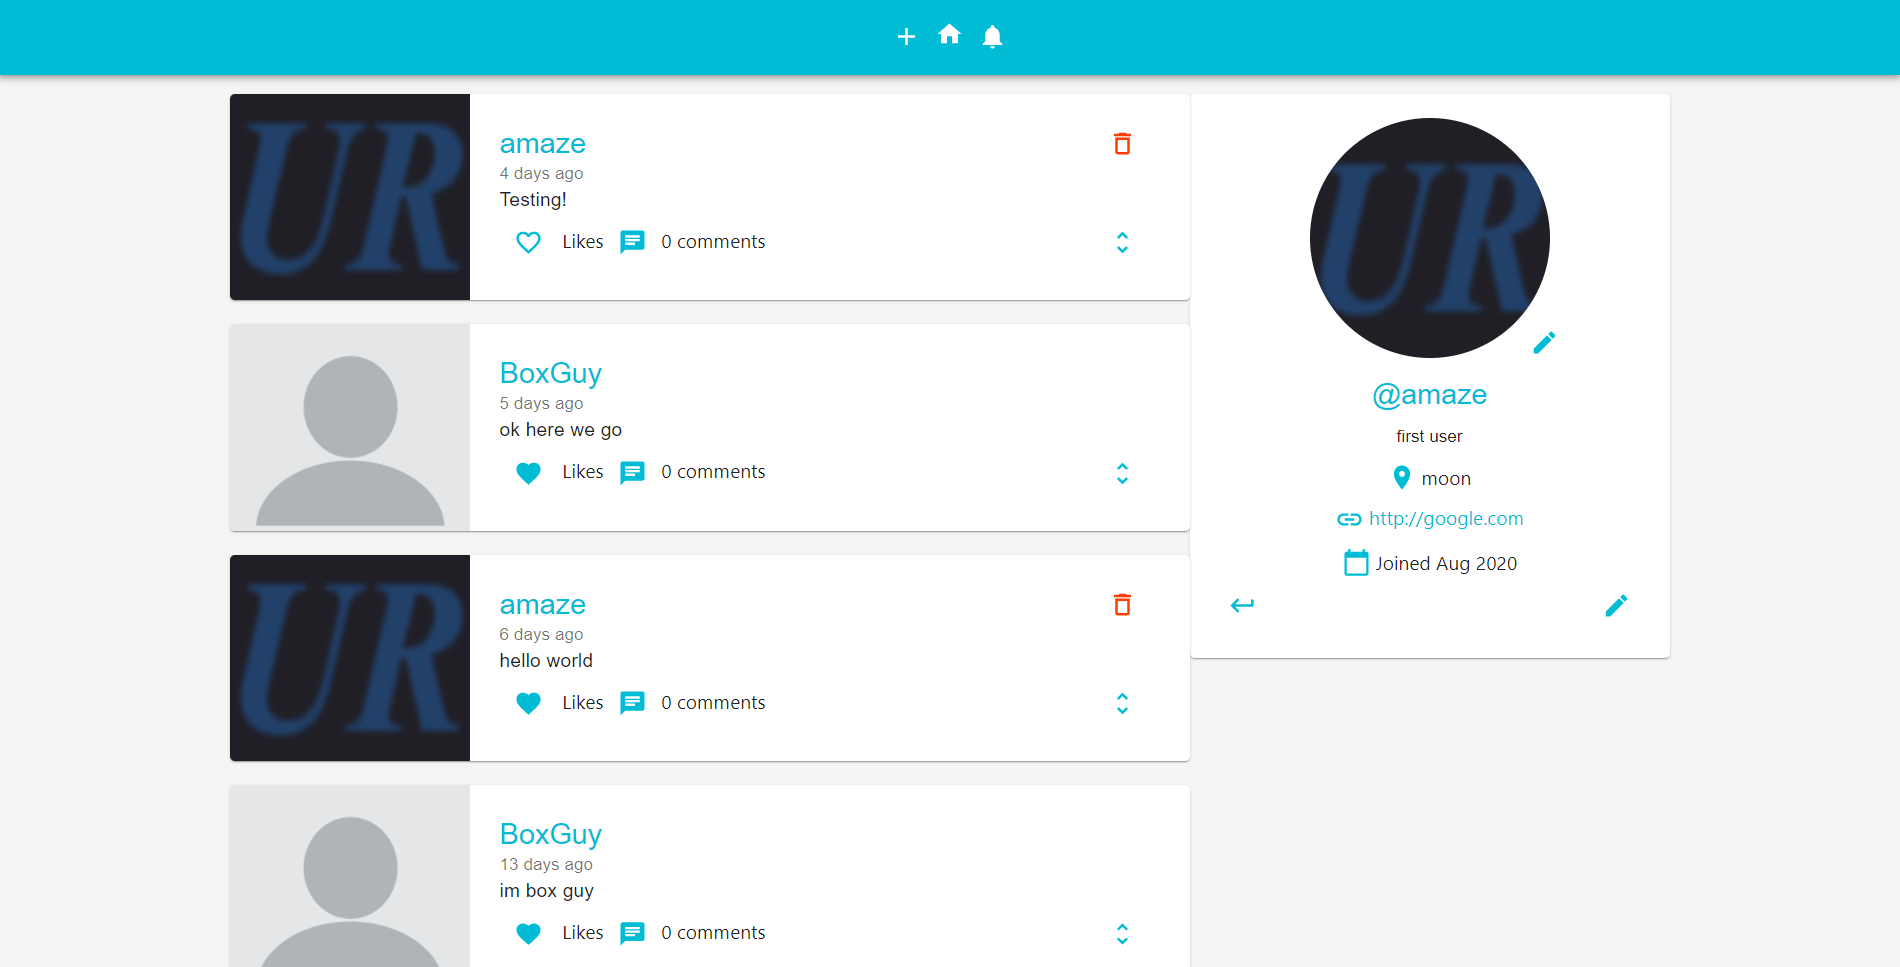 UR
amaze
4 days ago
Testing!
Likes 0 comments
BoxGuy
5 days ago
ok here we go
Likes 0 comments
UR
amaze
6 days ago
hello world
Likes 0 comments
BoxGuy
13 days ago
im box guy
Likes 0 comments
UR
@amaze
first user
moon
http://google.com
Joined Aug 2020